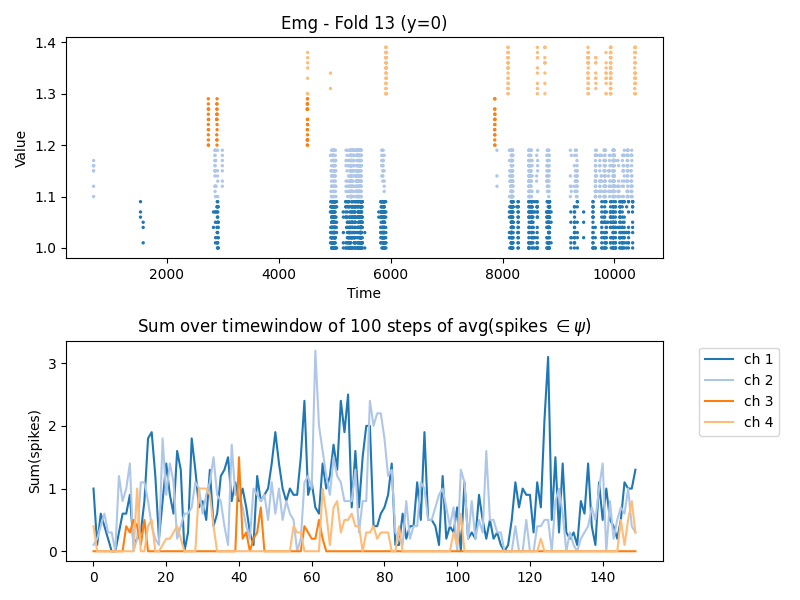 Emg - Fold 13 (y=0)
1.4
1.3
1.2
1.1
1.0
Value
2000 4000 6000 8000 10000
Time
Sum over timewindow of 100 steps of avg(spikes ∈ ψ)
3
2
1
0
Sum(spikes)
0 20 40 60 80 100 120 140
ch 1
ch 2
ch 3
ch 4